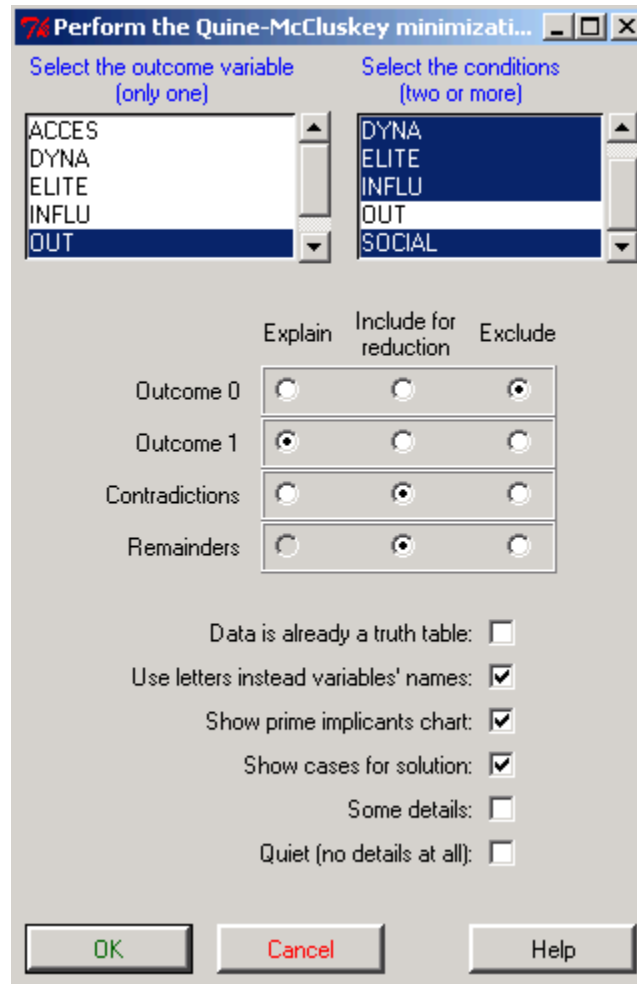 Perform the Quine-McCluskey minimizati...
Select the outcome variable
(only one)
Select the conditions
(two or more)
ACCES
DYNA
ELITE
INFLU
OUT
DYNA
ELITE
INFLU
OUT
SOCIAL
Explain
Include for
reduction
Exclude
Outcome 0
Outcome 1
Contradictions
Remainders
Data is already a truth table:
Use letters instead variables' names:
Show prime implicants chart:
Show cases for solution:
Some details:
Quiet (no details at all):
OK
Cancel
Help